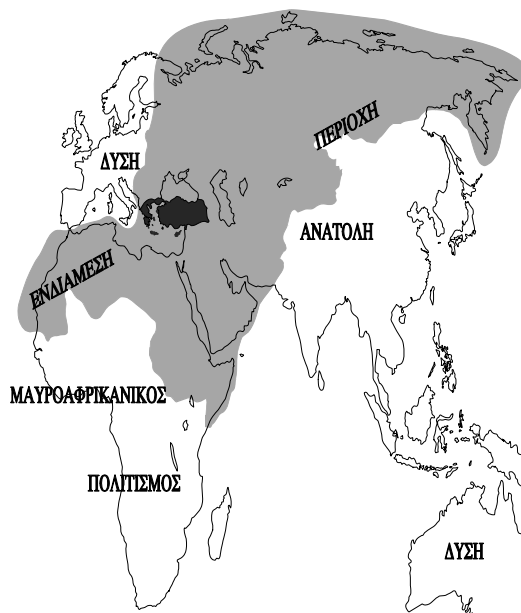 ΠΕΡΙΟΧΗ
ΔΥΣΗ
ΑΝΑΤΟΛΗ
ΕΝΔΙΑΜΕΣΗ
ΜΑΥΡΟΑΦΡΙΚΑΝΙΚΟΣ
ΠΟΛΙΤΙΣΜΟΣ
ΔΥΣΗ